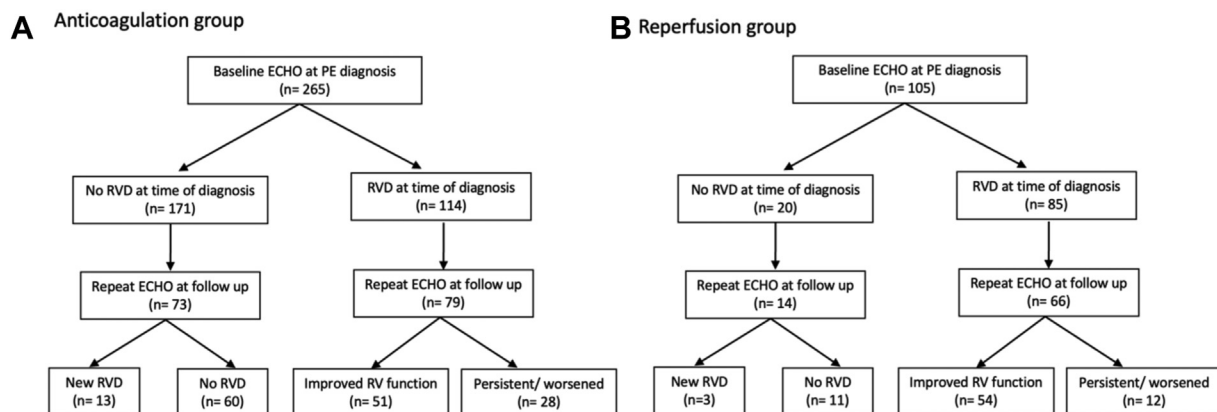 A Anticoagulation group
Baseline ECHO at PE diagnosis
(n= 265)
No RVD at time of diagnosis
(n= 171)
RVD at time of diagnosis
(n= 114)
Repeat ECHO at follow up
(n= 73)
Repeat ECHO at follow up
(n= 79)
New RVD
(n= 13)
No RVD
(n= 60)
Improved RV function
(n= 51)
Persistent/ worsened
(n= 28)
B Reperfusion group
Baseline ECHO at PE diagnosis
(n= 105)
No RVD at time of diagnosis
(n= 20)
RVD at time of diagnosis
(n= 85)
Repeat ECHO at follow up
(n= 14)
Repeat ECHO at follow up
(n= 66)
New RVD
(n=3)
No RVD
(n= 11)
Improved RV function
(n= 54)
Persistent/ worsened
(n= 12)